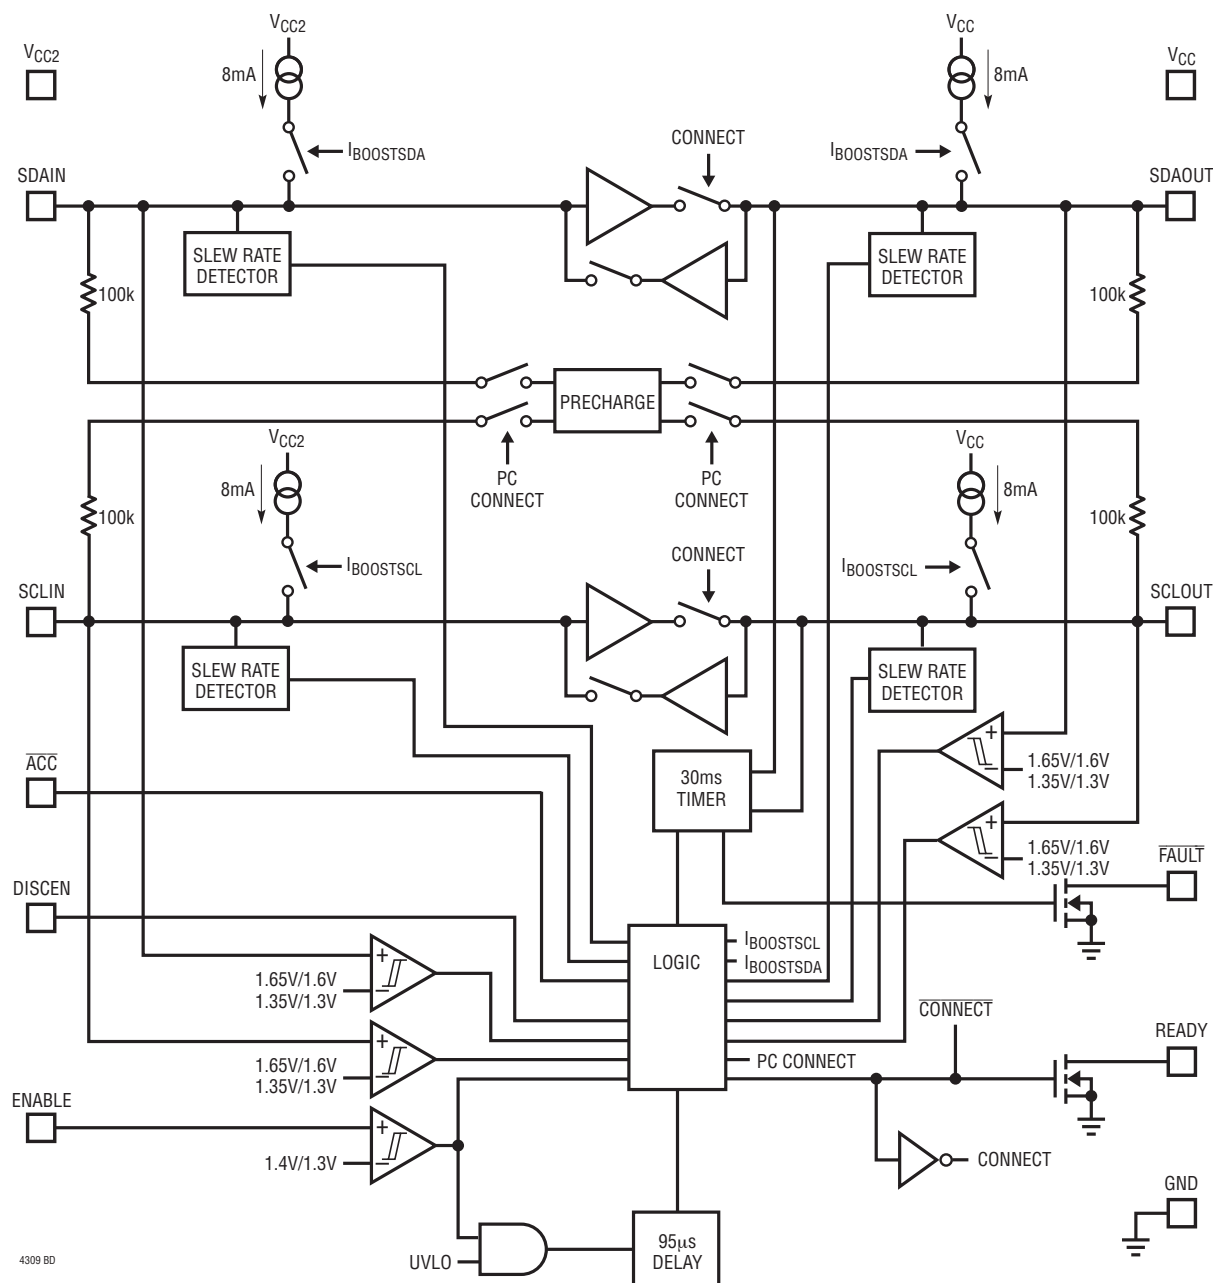 VCC2
VCC
VCC2
VCC
8mA
8mA
CONNECT
IBOOSTSDA
IBOOSTSDA
SDAIN
SDAOUT
SLEW RATE
DETECTOR
SLEW RATE
DETECTOR
100k
100k
PRECHARGE
VCC2
VCC
PC
CONNECT
PC
CONNECT
8mA
8mA
100k
100k
CONNECT
IBOOSTSCL
IBOOSTSCL
SCLIN
SCLOUT
SLEW RATE
DETECTOR
SLEW RATE
DETECTOR
ACC
30ms
TIMER
+
−
1.65V/1.6V
1.35V/1.3V
+
−
1.65V/1.6V
1.35V/1.3V
FAULT
DISCEN
LOGIC
IBOOSTSCL
IBOOSTSDA
+
−
1.65V/1.6V
1.35V/1.3V
CONNECT
READY
+
−
1.65V/1.6V
1.35V/1.3V
PC CONNECT
ENABLE
+
−
1.4V/1.3V
CONNECT
GND
UVLO
95μs
DELAY
4309 BD